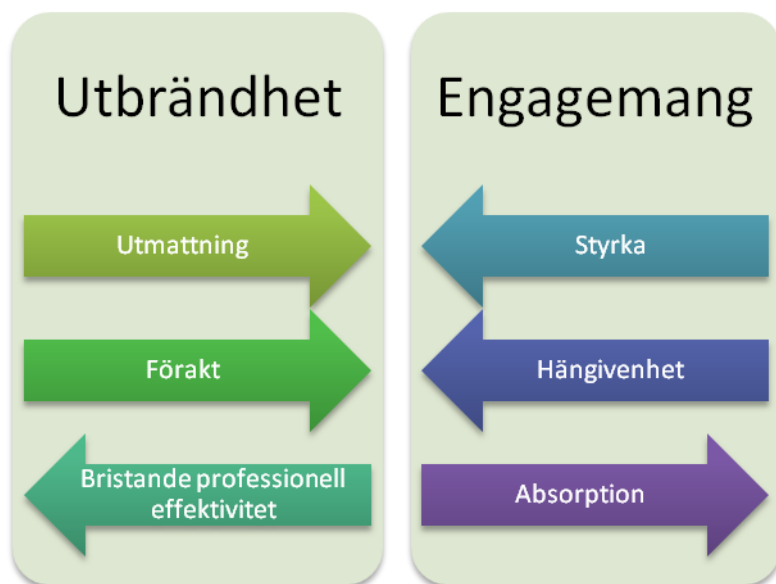 Utbrändhet
Engagemang
Utmattning
Styrka
Förakt
Hängivenhet
Bristande professionell
effektivitet
Absorption